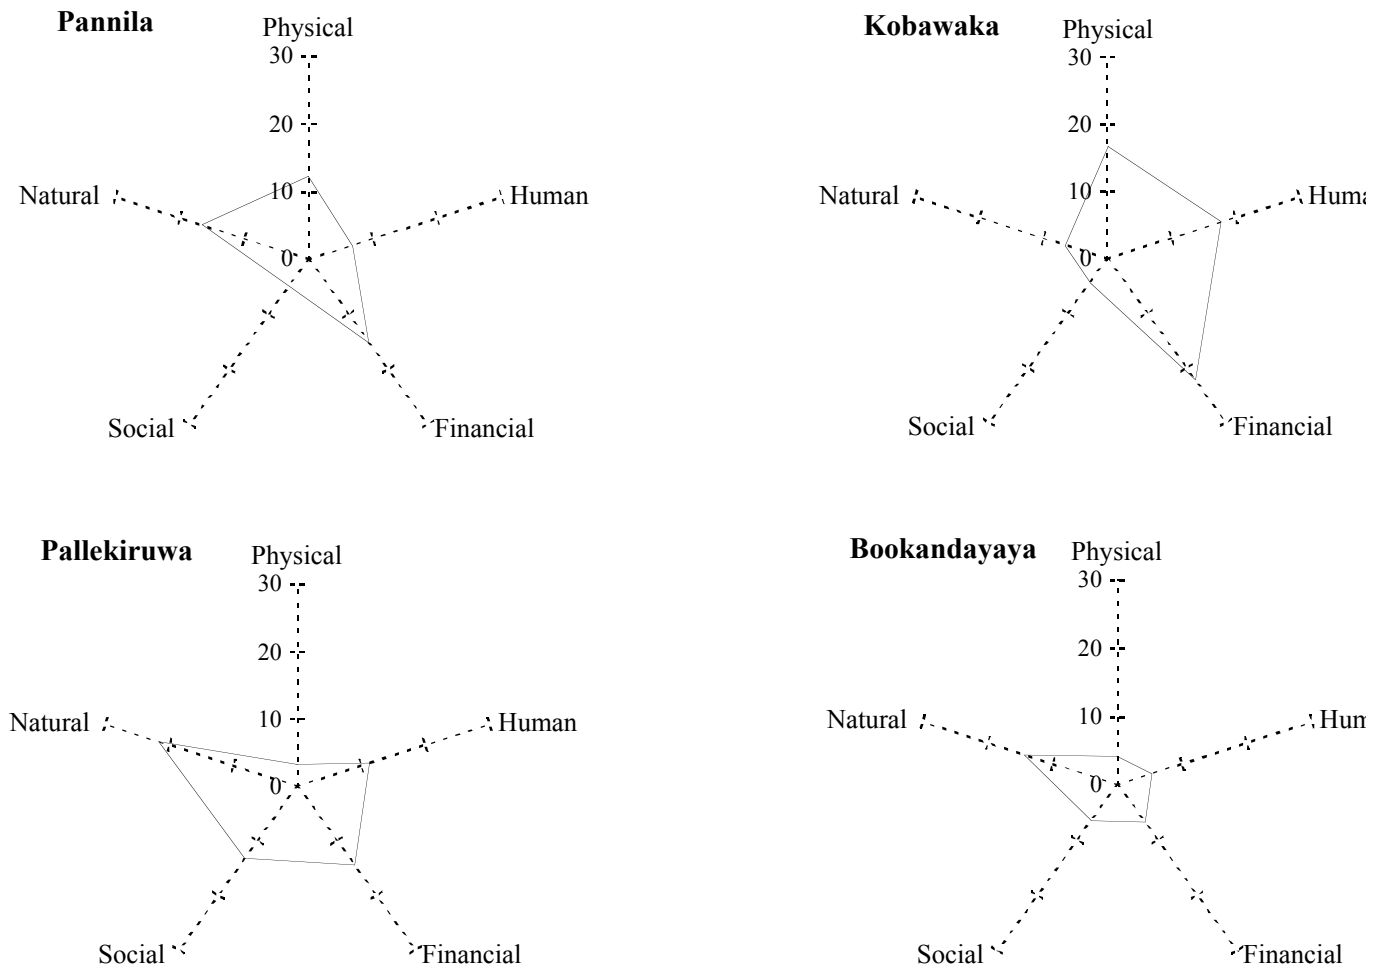 Pannila
Physical
30
20
10
0
Natural
Human
Social
Financial
Kobawaka
Physical
30
20
10
0
Natural
Huma
Social
Financial
Pallekiruwa
Physical
30
20
10
0
Natural
Human
Social
Financial
Bookandayaya
Physical
30
20
10
0
Natural
Hum
Social
Financial